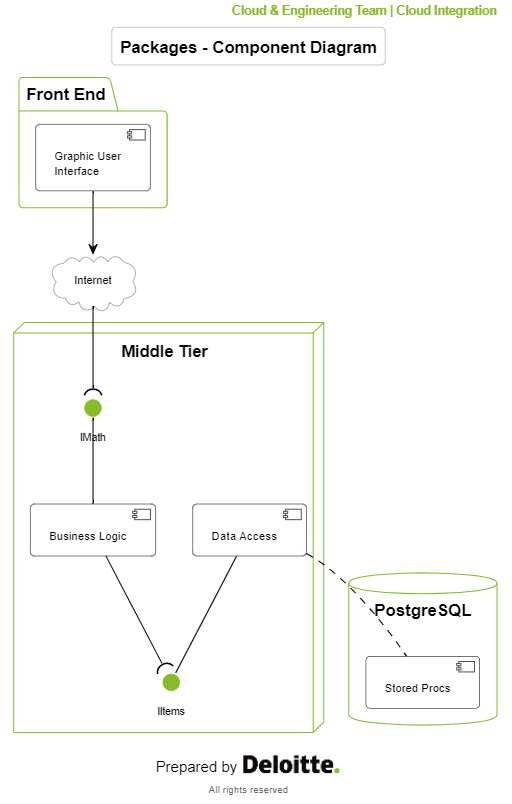 Cloud & Engineering Team | Cloud Integration
Packages - Component Diagram
Front End
Graphic User
Interface
Internet
Middle Tier
IMath
Business Logic
Data Access
PostgreSQL
Stored Procs
IItems
Prepared by Deloitte.
All rights reserved